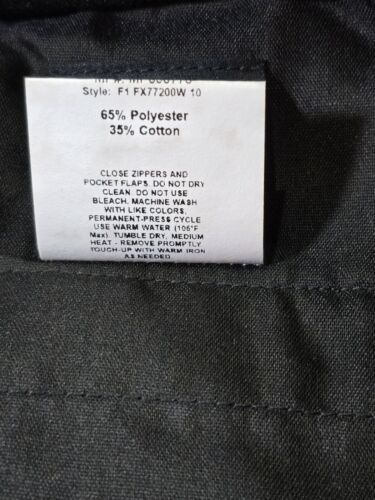 Style: F1 FX77200W 10
65% Polyester
35% Cotton
CLOSE ZIPPERS AND
POCKET FLAPS. DO NOT DRY
CLEAN. DO NOT USE
BLEACH. MACHINE WASH
WITH LIKE COLORS,
PERMANENT-PRESS CYCLE
USE WARM WATER (105°F
Max). TUMBLE DRY, MEDIUM
HEAT - REMOVE PROMPTLY.
TOUCH-UP WITH WARM IRON
AS NEEDED.